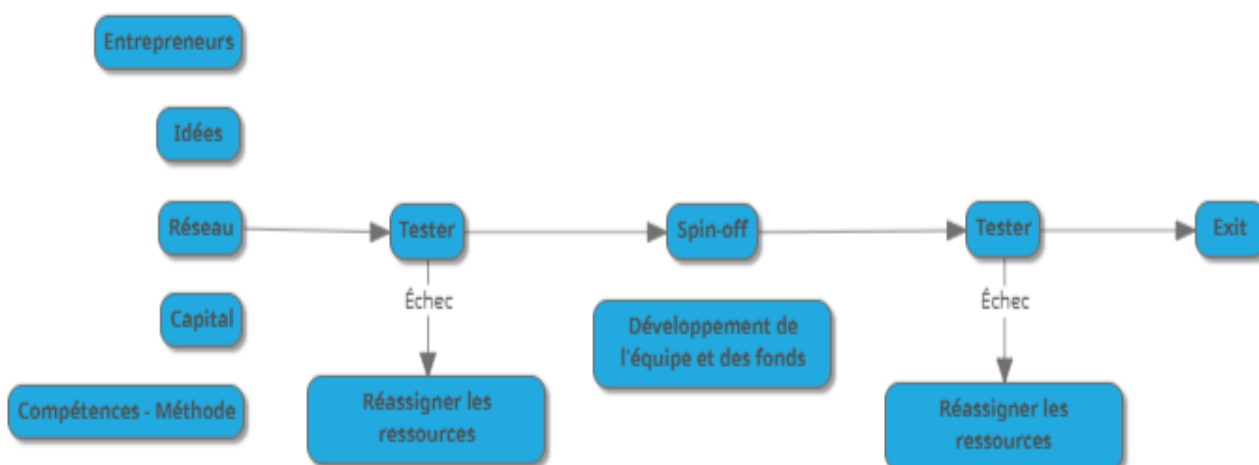 Entrepreneurs
Idées
Réseau
Capital
Compétences - Méthode
Tester
Échec
Réassigner les
ressources
Spin-off
Développement de
l'équipe et des fonds
Tester
Échec
Réassigner les
ressources
Exit